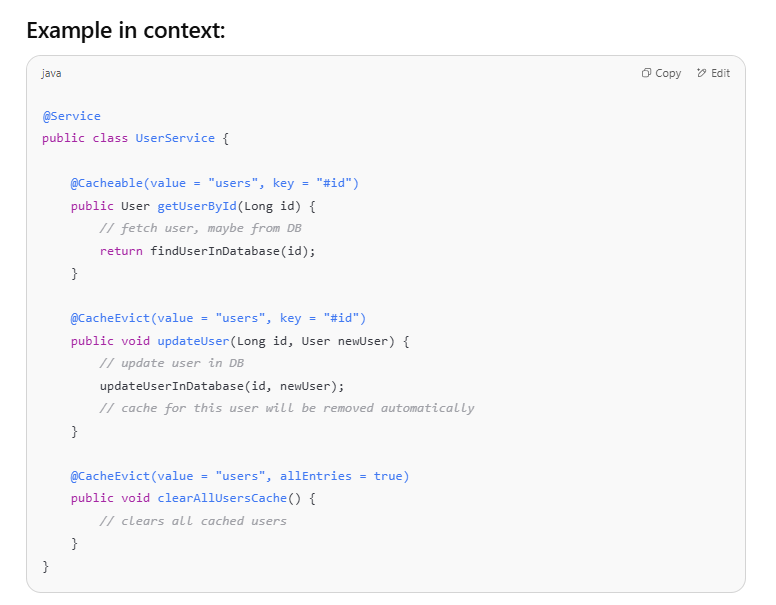 Example in context:
java
Copy
Edit
@Service
public class UserService {
@Cacheable(value = "users", key = "#id")
public User getUserById(Long id) {
// fetch user, maybe from DB
return findUserInDatabase(id);
}
@CacheEvict(value = "users", key = "#id")
public void updateUser(Long id, User newUser) {
// update user in DB
updateUserInDatabase(id, newUser);
// cache for this user will be removed automatically
}
@CacheEvict(value = "users", allEntries = true)
public void clearAllUsersCache() {
// clears all cached users
}
}